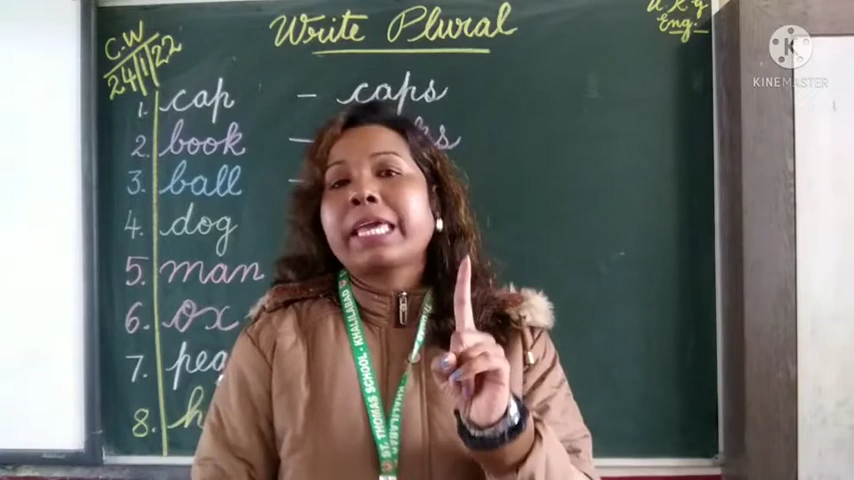 C.W
24/1/22
Write Plural
U.K.G
Eng.
1. cap – caps
2. book –
3. ball –
4. dog
5. man
6. ox
7.
8.
ST. THOMAS SCHOOL - KHALILABAD
KINEMASTER